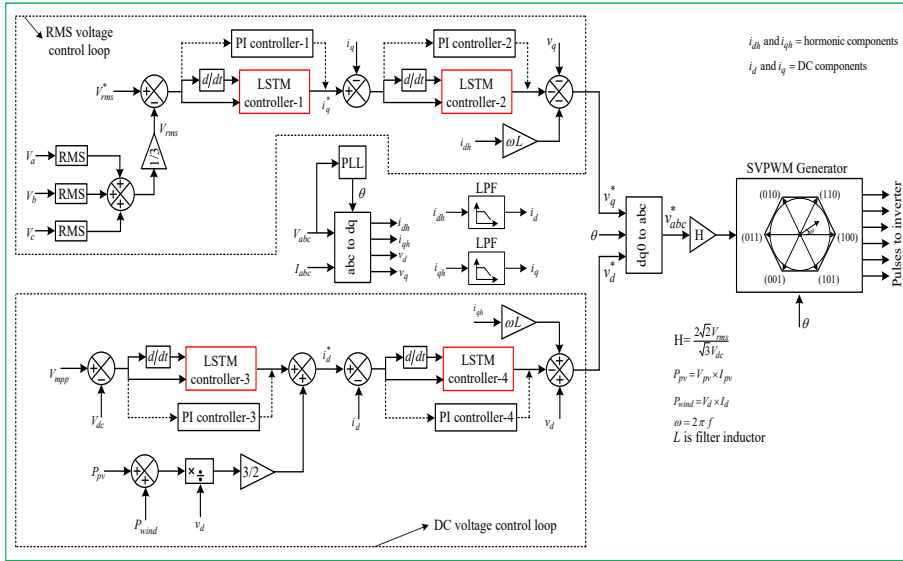 RMS voltage
control loop
PI controller-1
i_q
PI controller-2
v_q
i_dh and i_qh = hormonic components
i_d and i_q = DC components
V*_rms
+
−
d/dt
LSTM
controller-1
i*_q
+
−
d/dt
LSTM
controller-2
−
−
−
V_rms
1/3
i_dh
ωL
V_a
RMS
V_b
RMS
+
+
+
V_c
RMS
PLL
θ
V_abc
I_abc
abc to dq
i_dh
i_qh
v_d
v_q
LPF
i_dh
i_d
LPF
i_qh
i_q
v*_q
θ
v*_d
dq0 to abc
v*_abc
H
SVPWM Generator
(010)
(110)
(011)
(100)
(001)
(101)
θ
Pulses to inverter
i_qh
ωL
V_mpp
+
−
V_dc
d/dt
LSTM
controller-3
PI controller-3
+
+
i*_d
+
−
i_d
d/dt
LSTM
controller-4
PI controller-4
+
−
+
v_d
P_pv
+
+
P_wind
×
÷
v_d
3/2
H=2√2V_rms/√3V_dc
P_pv = V_pv × I_pv
P_wind = V_d × I_d
ω = 2π f
L is filter inductor
DC voltage control loop